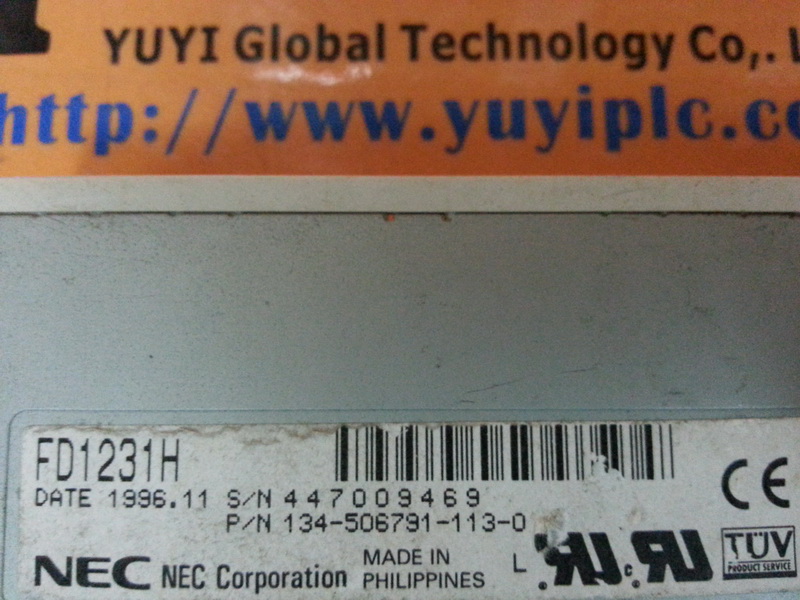 YUYI Global Technology Co,.
http://www.yuyiplc.co
FD1231H
DATE 1996.11 S/N 447009469
P/N 134-506791-113-0
NEC NEC Corporation MADE IN PHILIPPINES
L c
CE
TÜV
PRODUCT SERVICE